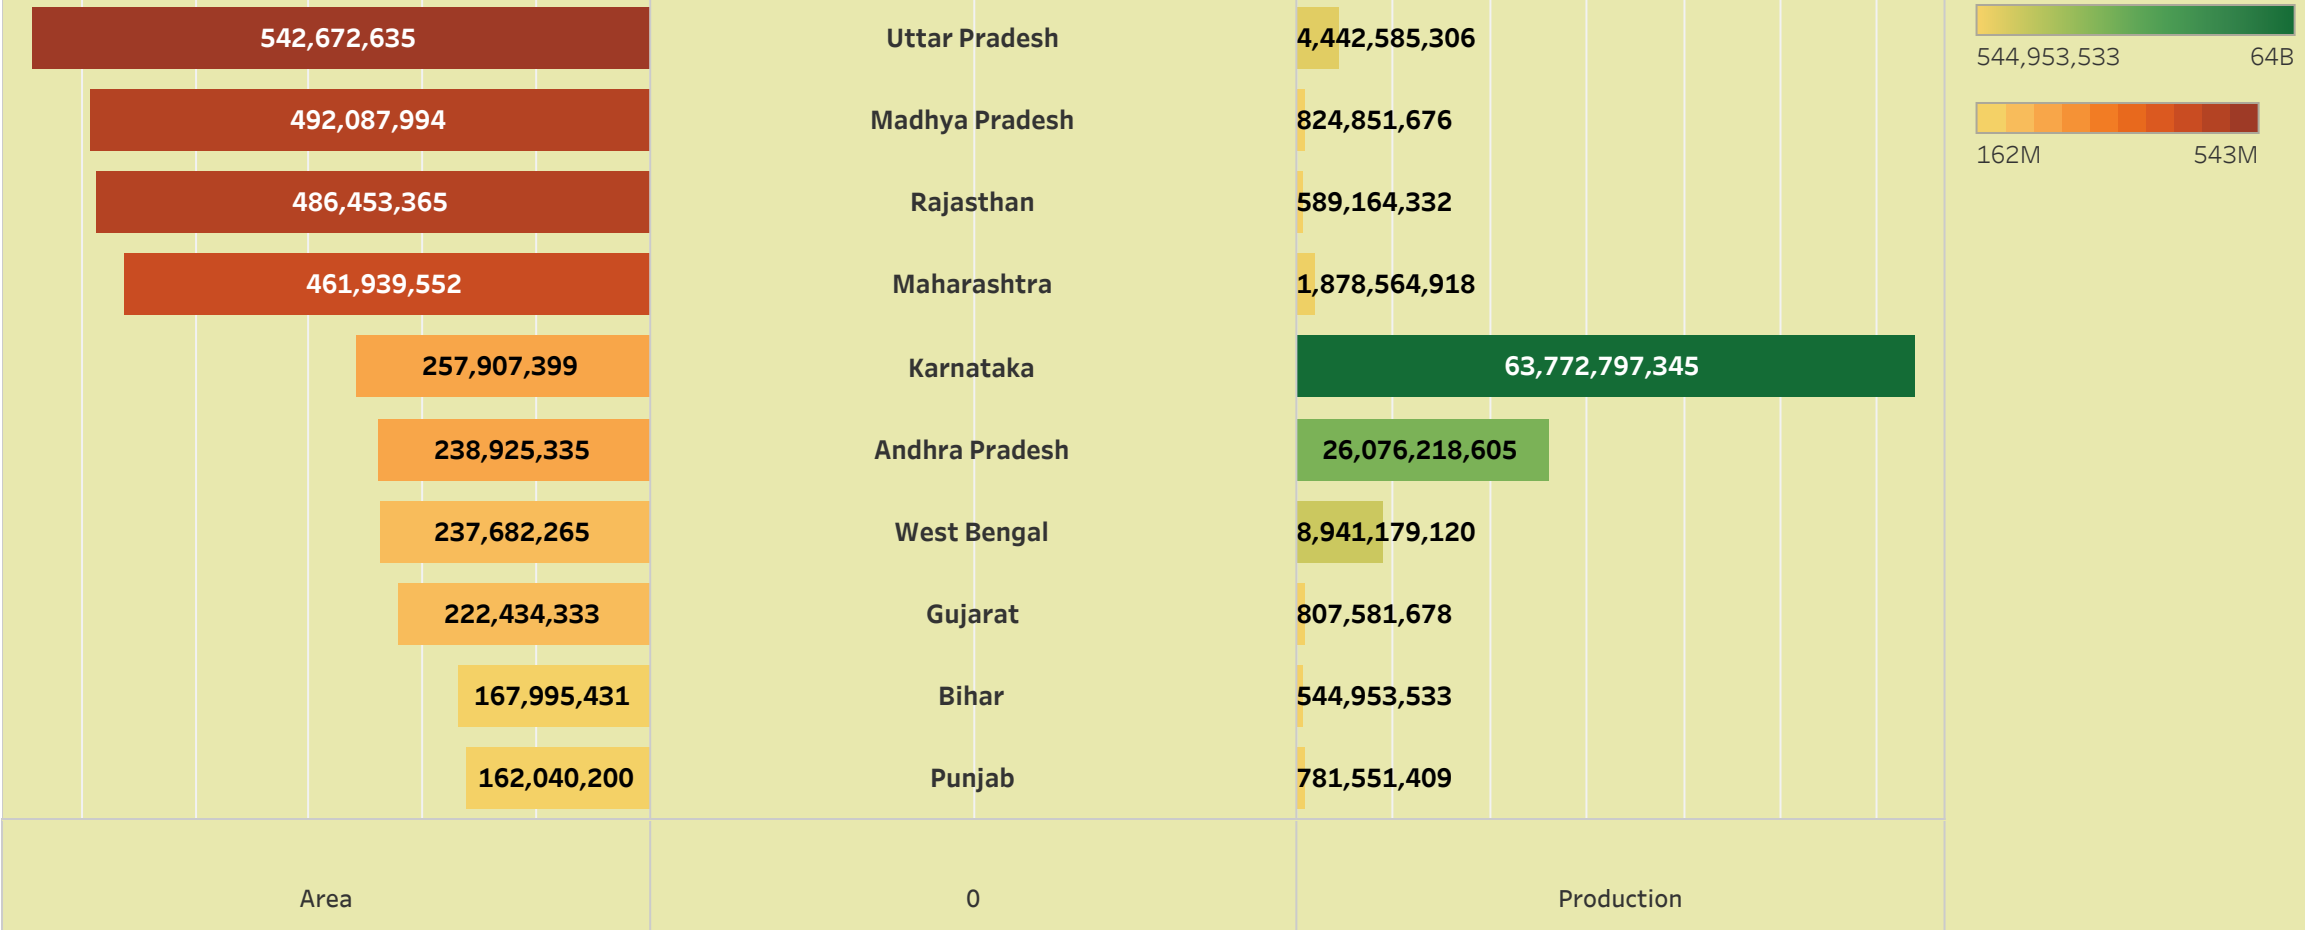 542,672,635 Uttar Pradesh 4,442,585,306
492,087,994 Madhya Pradesh 824,851,676
486,453,365 Rajasthan 589,164,332
461,939,552 Maharashtra 1,878,564,918
257,907,399 Karnataka 63,772,797,345
238,925,335 Andhra Pradesh 26,076,218,605
237,682,265 West Bengal 8,941,179,120
222,434,333 Gujarat 807,581,678
167,995,431 Bihar 544,953,533
162,040,200 Punjab 781,551,409
Area 0 Production
544,953,533 64B
162M 543M